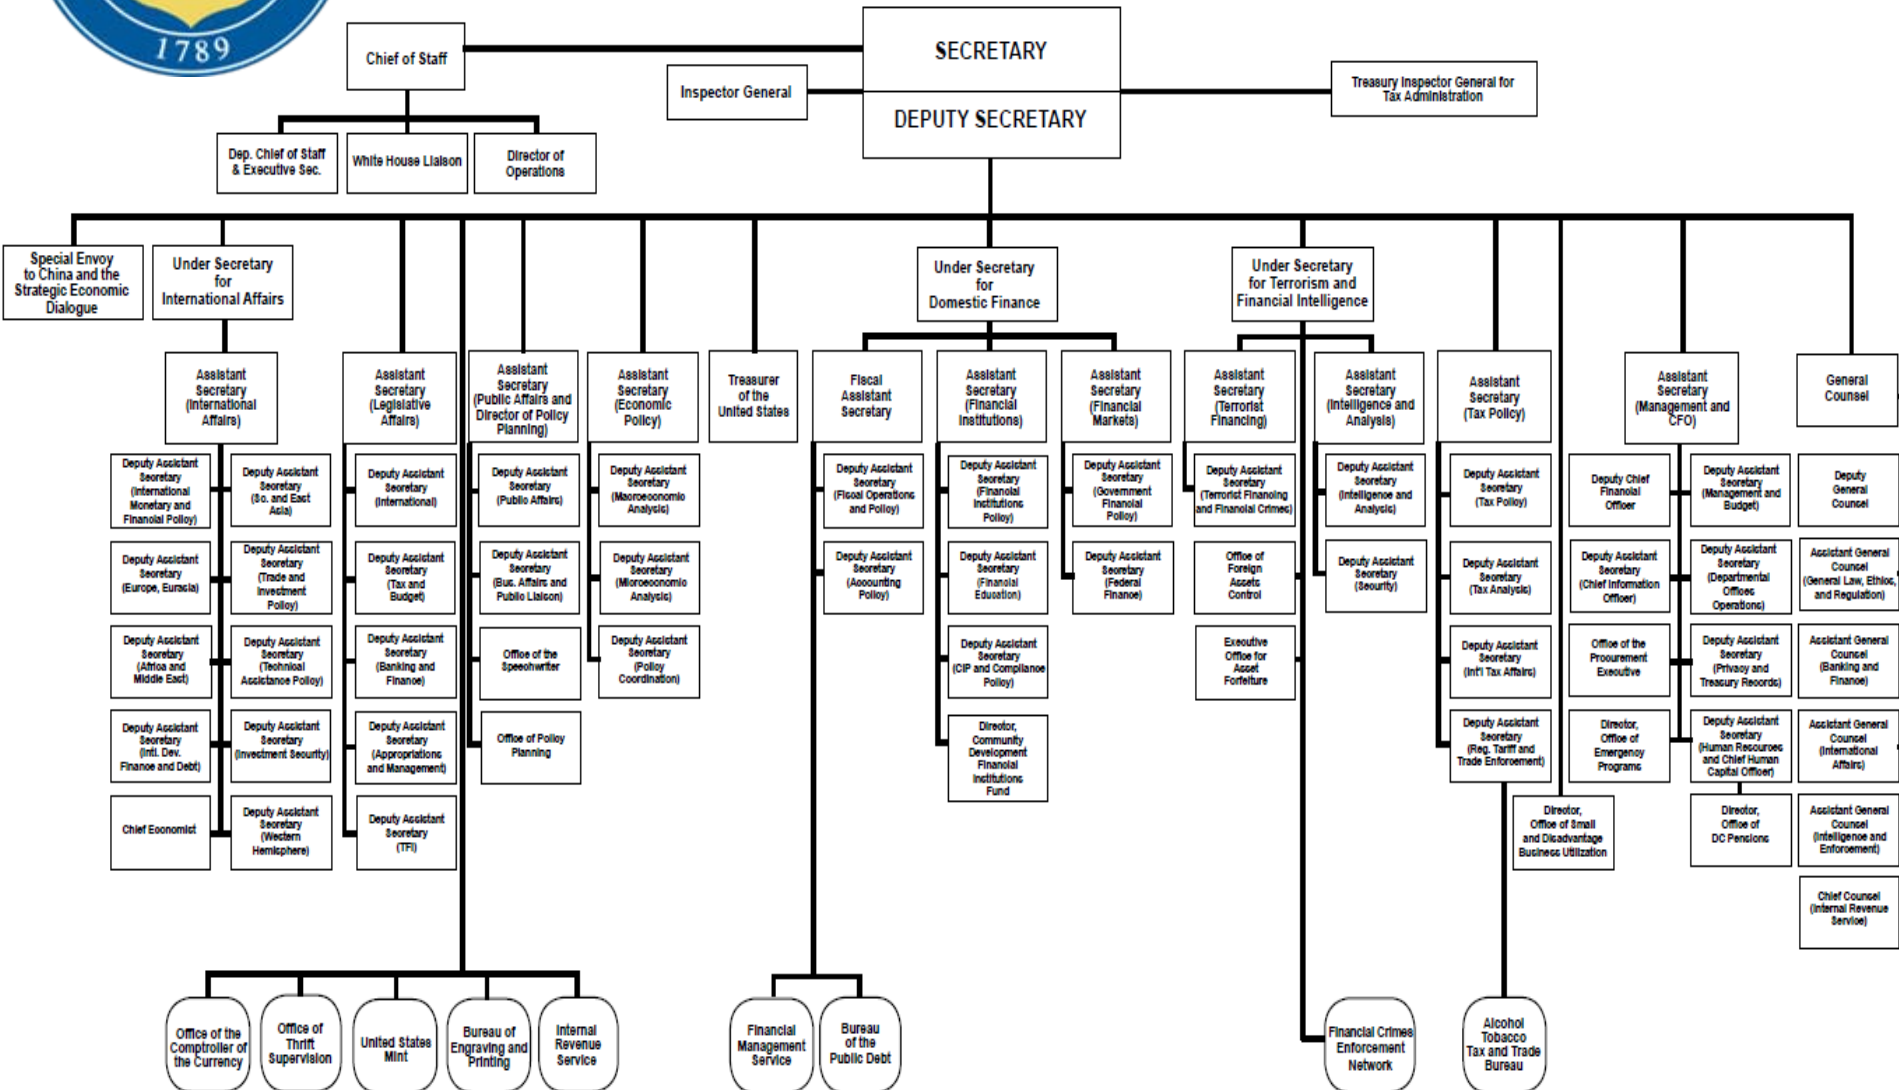 1789
Chief of Staff
SECRETARY
DEPUTY SECRETARY
Inspector General
Treasury Inspector General for
Tax Administration
Dep. Chief of Staff
& Executive Sec.
White House Liaison
Director of
Operations
Special Envoy
to China and the
Strategic Economic
Dialogue
Under Secretary
for
International Affairs
Under Secretary
for
Domestic Finance
Under Secretary
for Terrorism and
Financial Intelligence
Assistant
Secretary
(International
Affairs)
Assistant
Secretary
(Legislative
Affairs)
Assistant
Secretary
(Public Affairs and
Director of Policy
Planning)
Assistant
Secretary
(Economic
Policy)
Treasurer
of the
United States
Fiscal
Assistant
Secretary
Assistant
Secretary
(Financial
Institutions)
Assistant
Secretary
(Financial
Markets)
Assistant
Secretary
(Terrorist
Financing)
Assistant
Secretary
(Intelligence and
Analysis)
Assistant
Secretary
(Tax Policy)
Assistant
Secretary
(Management and
CFO)
General
Counsel
Deputy Assistant
Secretary
(International
Monetary and
Financial Policy)
Deputy Assistant
Secretary
(So. and East
Asia)
Deputy Assistant
Secretary
(International)
Deputy Assistant
Secretary
(Public Affairs)
Deputy Assistant
Secretary
(Macroeconomic
Analysis)
Deputy Assistant
Secretary
(Fiscal Operations
and Policy)
Deputy Assistant
Secretary
(Financial
Institutions
Policy)
Deputy Assistant
Secretary
(Government
Financial
Policy)
Deputy Assistant
Secretary
(Terrorist Financing
and Financial Crimes)
Deputy Assistant
Secretary
(Intelligence and
Analysis)
Deputy Assistant
Secretary
(Tax Policy)
Deputy Chief
Financial
Officer
Deputy Assistant
Secretary
(Management and
Budget)
Deputy
General
Counsel
Deputy Assistant
Secretary
(Europe, Eurasia)
Deputy Assistant
Secretary
(Trade and
Investment
Policy)
Deputy Assistant
Secretary
(Tax and
Budget)
Deputy Assistant
Secretary
(Bus. Affairs and
Public Liaison)
Deputy Assistant
Secretary
(Microeconomic
Analysis)
Deputy Assistant
Secretary
(Accounting
Policy)
Deputy Assistant
Secretary
(Financial
Education)
Deputy Assistant
Secretary
(Federal
Finance)
Office of
Foreign
Assets
Control
Deputy Assistant
Secretary
(Security)
Deputy Assistant
Secretary
(Tax Analysis)
Deputy Assistant
Secretary
(Chief Information
Officer)
Deputy Assistant
Secretary
(Departmental
Offices
Operations)
Assistant General
Counsel
(General Law, Ethics,
and Regulation)
Deputy Assistant
Secretary
(Africa and
Middle East)
Deputy Assistant
Secretary
(Technical
Assistance Policy)
Deputy Assistant
Secretary
(Banking and
Finance)
Office of the
Speechwriter
Deputy Assistant
Secretary
(Policy
Coordination)
Deputy Assistant
Secretary
(CIP and Compliance
Policy)
Executive
Office for
Asset
Forfeiture
Deputy Assistant
Secretary
(Int'l Tax Affairs)
Office of the
Procurement
Executive
Deputy Assistant
Secretary
(Privacy and
Treasury Records)
Assistant General
Counsel
(Banking and
Finance)
Deputy Assistant
Secretary
(Intl. Dev.
Finance and Debt)
Deputy Assistant
Secretary
(Investment Security)
Deputy Assistant
Secretary
(Appropriations
and Management)
Office of Policy
Planning
Director,
Community
Development
Financial
Institutions
Fund
Deputy Assistant
Secretary
(Reg. Tariff and
Trade Enforcement)
Director,
Office of
Emergency
Programs
Deputy Assistant
Secretary
(Human Resources
and Chief Human
Capital Officer)
Assistant General
Counsel
(International
Affairs)
Chief Economist
Deputy Assistant
Secretary
(Western
Hemisphere)
Deputy Assistant
Secretary
(TFI)
Director,
Office of Small
and Disadvantage
Business Utilization
Director,
Office of
DC Pensions
Assistant General
Counsel
(Intelligence and
Enforcement)
Chief Counsel
(Internal Revenue
Service)
Office of the
Comptroller of
the Currency
Office of
Thrift
Supervision
United States
Mint
Bureau of
Engraving and
Printing
Internal
Revenue
Service
Financial
Management
Service
Bureau
of the
Public Debt
Financial Crimes
Enforcement
Network
Alcohol
Tobacco
Tax and Trade
Bureau